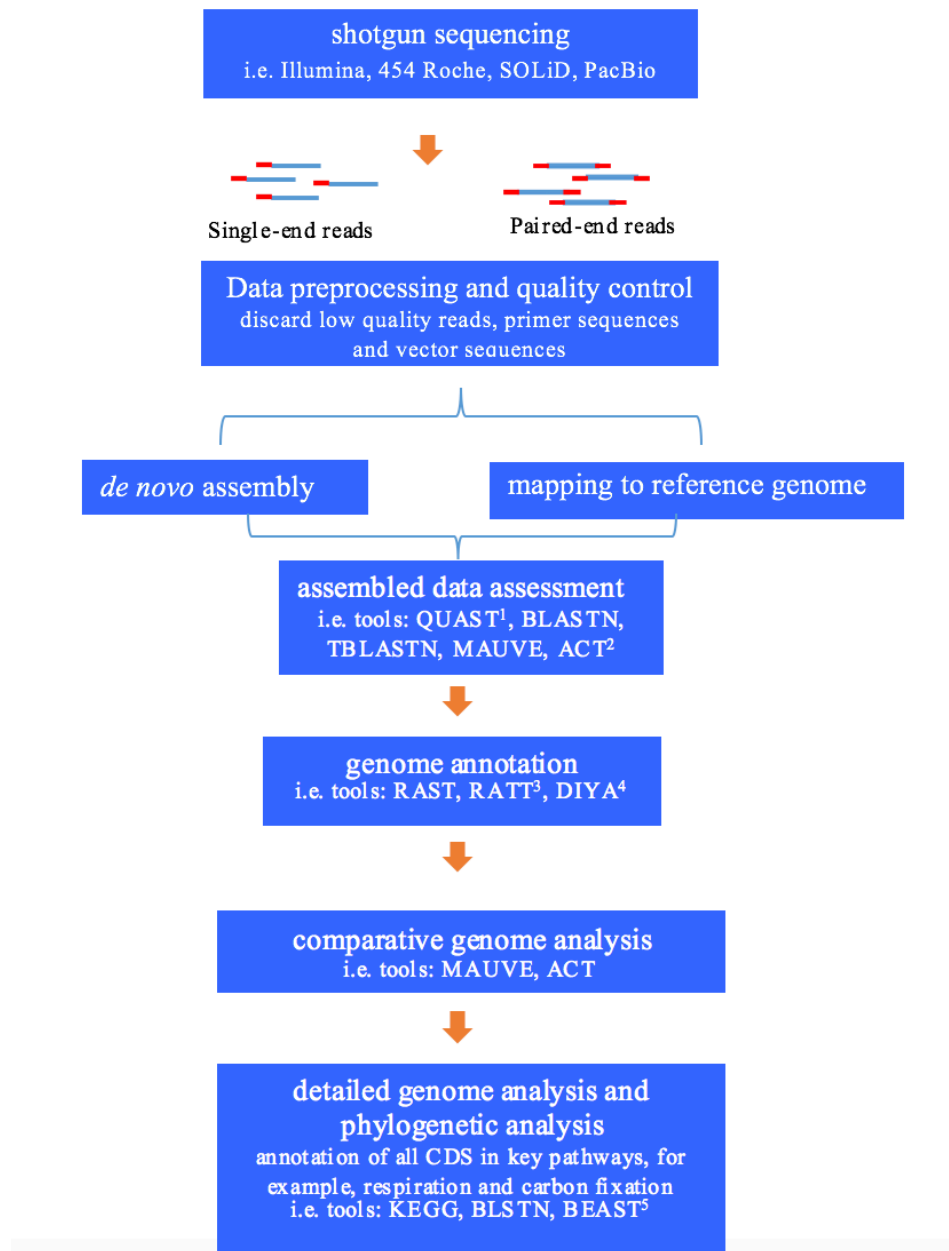 shotgun sequencing
i.e. Illumina, 454 Roche, SOLiD, PacBio
Single-end reads
Paired-end reads
Data preprocessing and quality control
discard low quality reads, primer sequences
and vector sequences
de novo assembly
mapping to reference genome
assembled data assessment
i.e. tools: QUAST¹, BLASTN,
TBLASTN, MAUVE, ACT²
genome annotation
i.e. tools: RAST, RATT³, DIYA⁴
comparative genome analysis
i.e. tools: MAUVE, ACT
detailed genome analysis and
phylogenetic analysis
annotation of all CDS in key pathways, for
example, respiration and carbon fixation
i.e. tools: KEGG, BLSTN, BEAST⁵